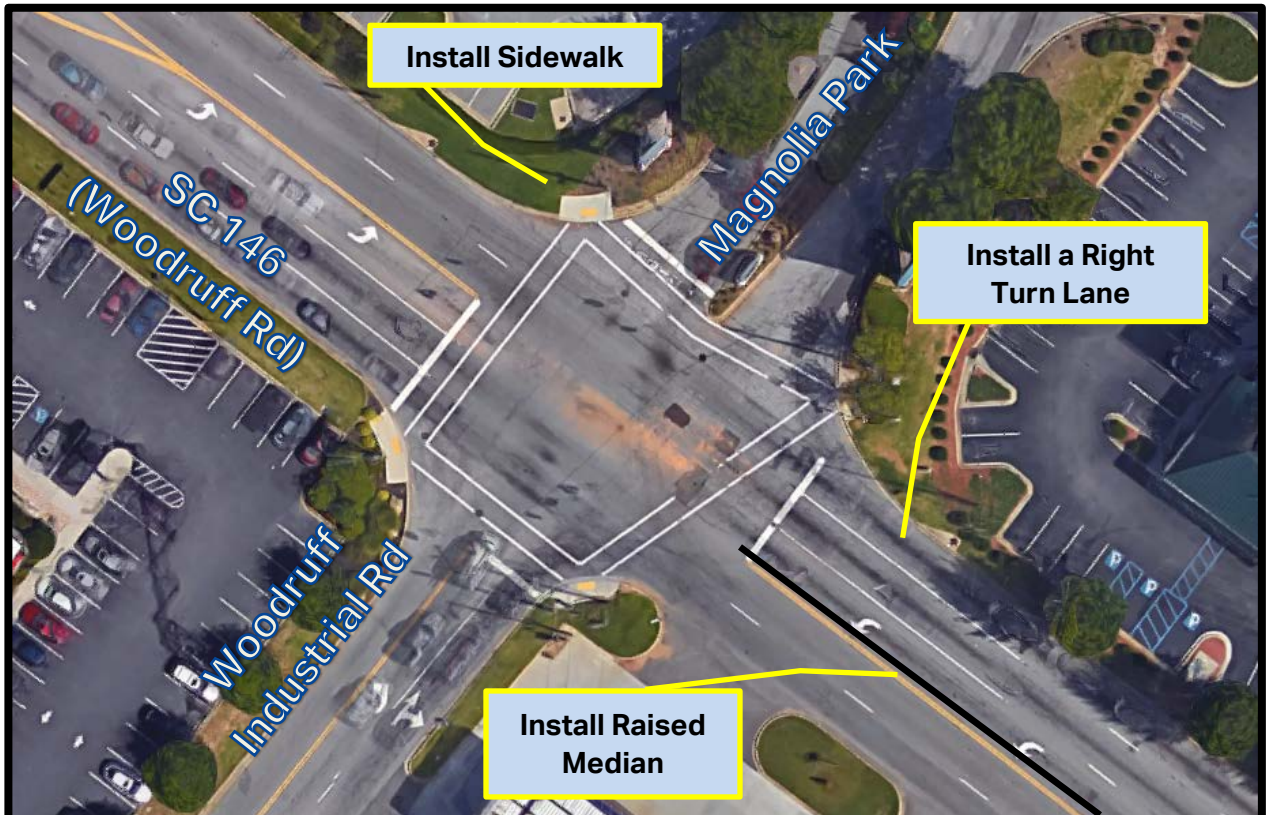 Install Sidewalk
Magnolia Park
SC 146
(Woodruff Rd)
Install a Right
Turn Lane
Woodruff
Industrial Rd
Install Raised
Median